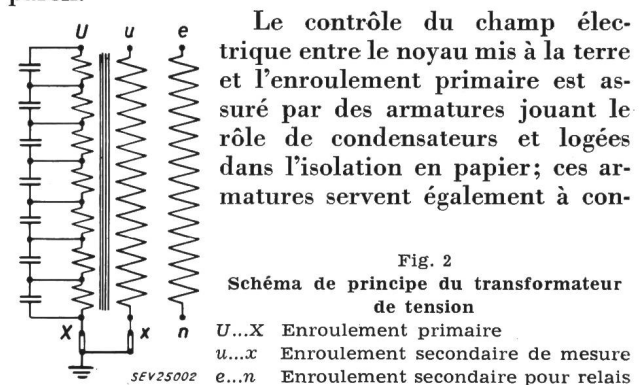 U u e
X x n
SEV25002
Le contrôle du champ élec-
trique entre le noyau mis à la terre
et l'enroulement primaire est as-
suré par des armatures jouant le
rôle de condensateurs et logées
dans l'isolation en papier; ces ar-
matures servent également à con-
Fig. 2
Schéma de principe du transformateur
de tension
U...X Enroulement primaire
u...x Enroulement secondaire de mesure
e...n Enroulement secondaire pour relais